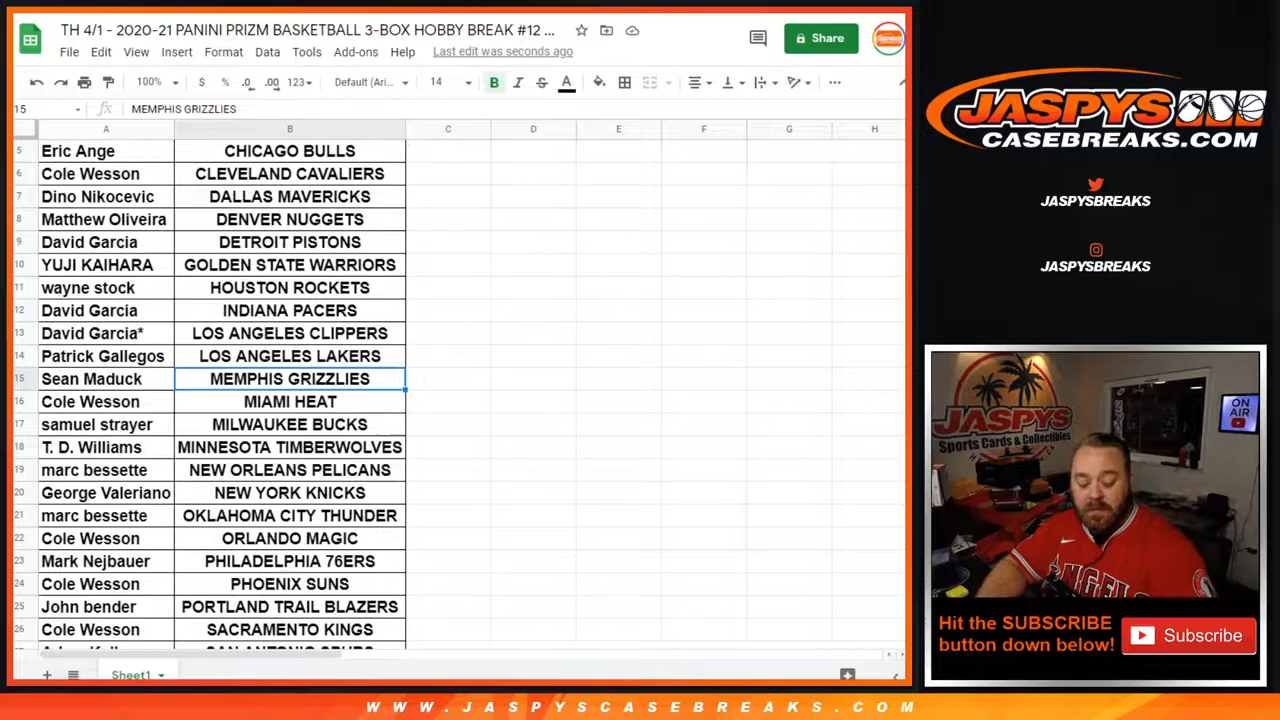 TH 4/1 - 2020-21 PANINI PRIZM BASKETBALL 3-BOX HOBBY BREAK #12 ...
Share
File Edit View Insert Format Data Tools Add-ons Help Last edit was seconds ago
100% $ % .0 .00 123 Default (Ari... 14 B I S A
15 fx MEMPHIS GRIZZLIES
A B C D E F G H
5 Eric Ange CHICAGO BULLS
6 Cole Wesson CLEVELAND CAVALIERS
7 Dino Nikocevic DALLAS MAVERICKS
8 Matthew Oliveira DENVER NUGGETS
9 David Garcia DETROIT PISTONS
10 YUJI KAIHARA GOLDEN STATE WARRIORS
11 wayne stock HOUSTON ROCKETS
12 David Garcia INDIANA PACERS
13 David Garcia* LOS ANGELES CLIPPERS
14 Patrick Gallegos LOS ANGELES LAKERS
15 Sean Maduck MEMPHIS GRIZZLIES
16 Cole Wesson MIAMI HEAT
17 samuel strayer MILWAUKEE BUCKS
18 T. D. Williams MINNESOTA TIMBERWOLVES
19 marc bessette NEW ORLEANS PELICANS
20 George Valeriano NEW YORK KNICKS
21 marc bessette OKLAHOMA CITY THUNDER
22 Cole Wesson ORLANDO MAGIC
23 Mark Nejbauer PHILADELPHIA 76ERS
24 Cole Wesson PHOENIX SUNS
25 John bender PORTLAND TRAIL BLAZERS
26 Cole Wesson SACRAMENTO KINGS
SAN ANTONIO SPURS
Sheet1
JASPYS
CASEBREAKS.COM
JASPYSBREAKS
JASPYSBREAKS
JASPYS
Sports Cards & Collectibles
ON
AIR
ANGELS
Hit the SUBSCRIBE
button down below!
Subscribe
WWW.JASPYSCASEBREAKS.COM